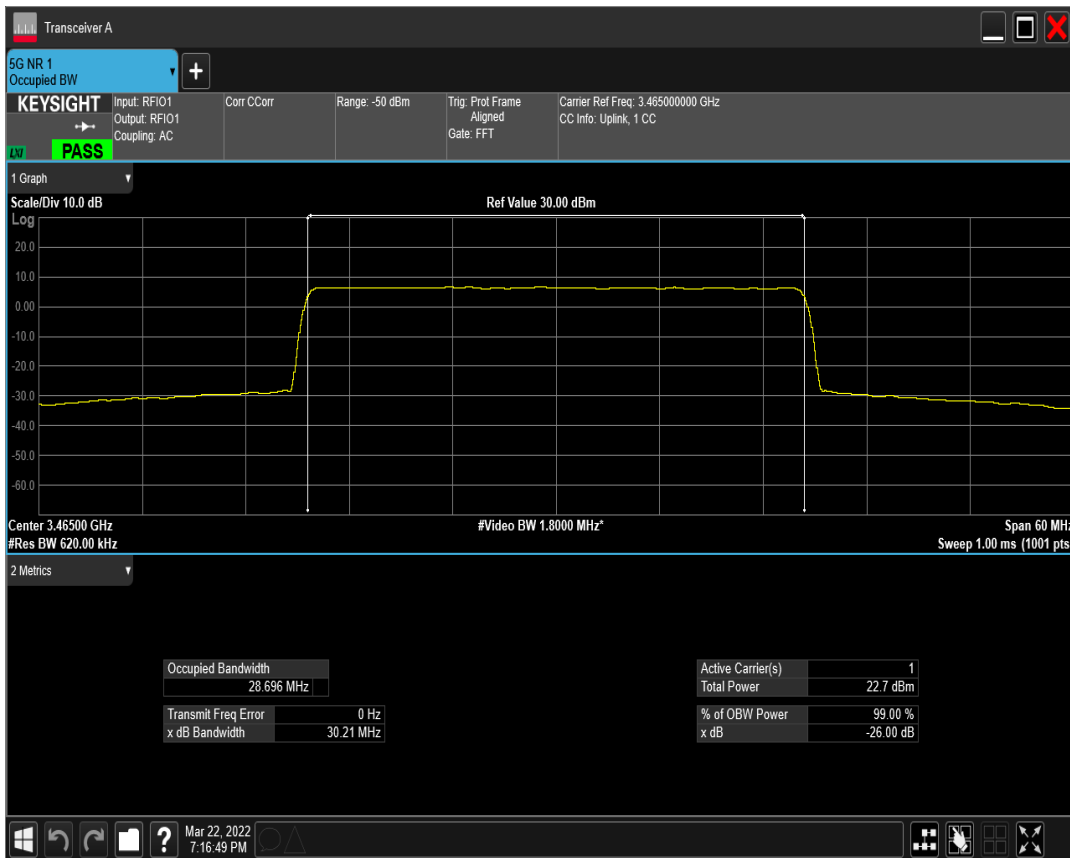 Transceiver A
5G NR 1
Occupied BW
+
KEYSIGHT
LXI
PASS
Input: RFIO1
Output: RFIO1
Coupling: AC
Corr CCorr
Range: -50 dBm
Trig: Prot Frame
Aligned
Gate: FFT
Carrier Ref Freq: 3.465000000 GHz
CC Info: Uplink, 1 CC
1 Graph
Scale/Div 10.0 dB
Ref Value 30.00 dBm
Log
20.0
10.0
0.00
-10.0
-20.0
-30.0
-40.0
-50.0
-60.0
Center 3.46500 GHz
#Video BW 1.8000 MHz*
Span 60 MHz
#Res BW 620.00 kHz
Sweep 1.00 ms (1001 pts
2 Metrics
Occupied Bandwidth
28.696 MHz
Transmit Freq Error 0 Hz
x dB Bandwidth 30.21 MHz
Active Carrier(s) 1
Total Power 22.7 dBm
% of OBW Power 99.00 %
x dB -26.00 dB
?
Mar 22, 2022
7:16:49 PM